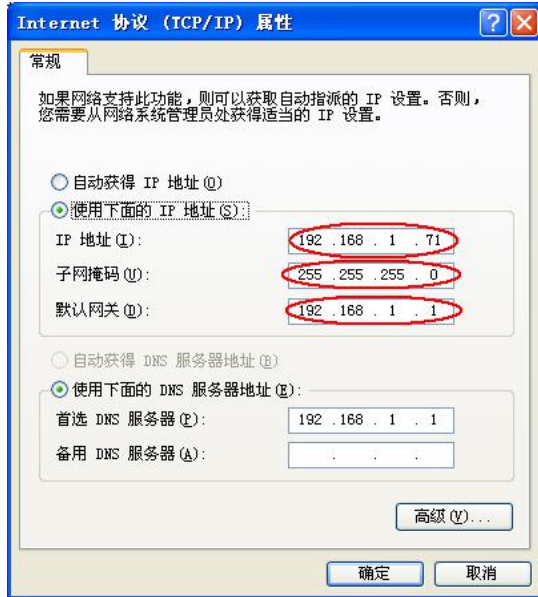 Internet 协议 (TCP/IP) 属性
常规
如果网络支持此功能，则可以获取自动指派的 IP 设置。否则，
您需要从网络系统管理员处获得适当的 IP 设置。
自动获得 IP 地址(O)
使用下面的 IP 地址(S):
IP 地址(I): 192 .168 . 1 . 71
子网掩码(U): 255 .255 .255 . 0
默认网关(D): 192 .168 . 1 . 1
自动获得 DNS 服务器地址(B)
使用下面的 DNS 服务器地址(E):
首选 DNS 服务器(P): 192 .168 . 1 . 1
备用 DNS 服务器(A): . . .
高级(V)...
确定 取消